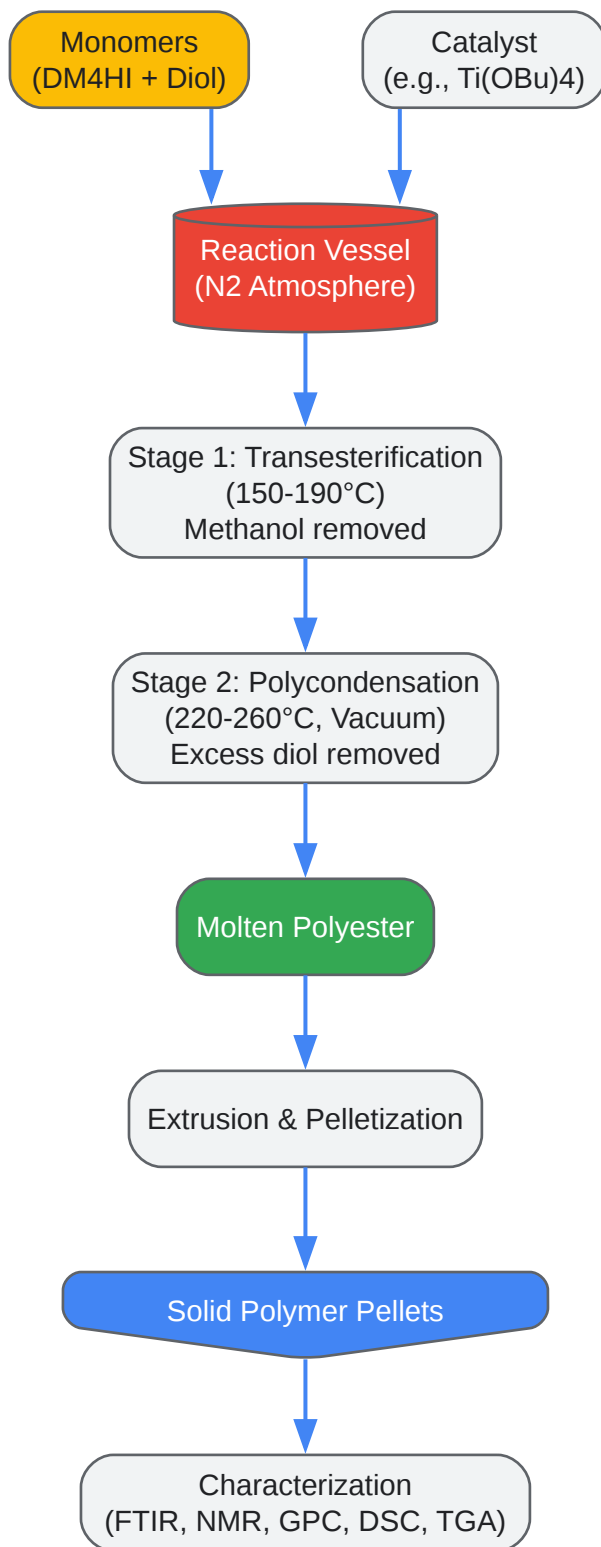 Monomers
(DM4HI + Diol)
Catalyst
(e.g., Ti(OBu)4)
Reaction Vessel
(N2 Atmosphere)
Stage 1: Transesterification
(150-190°C)
Methanol removed
Stage 2: Polycondensation
(220-260°C, Vacuum)
Excess diol removed
Molten Polyester
Extrusion & Pelletization
Solid Polymer Pellets
Characterization
(FTIR, NMR, GPC, DSC, TGA)